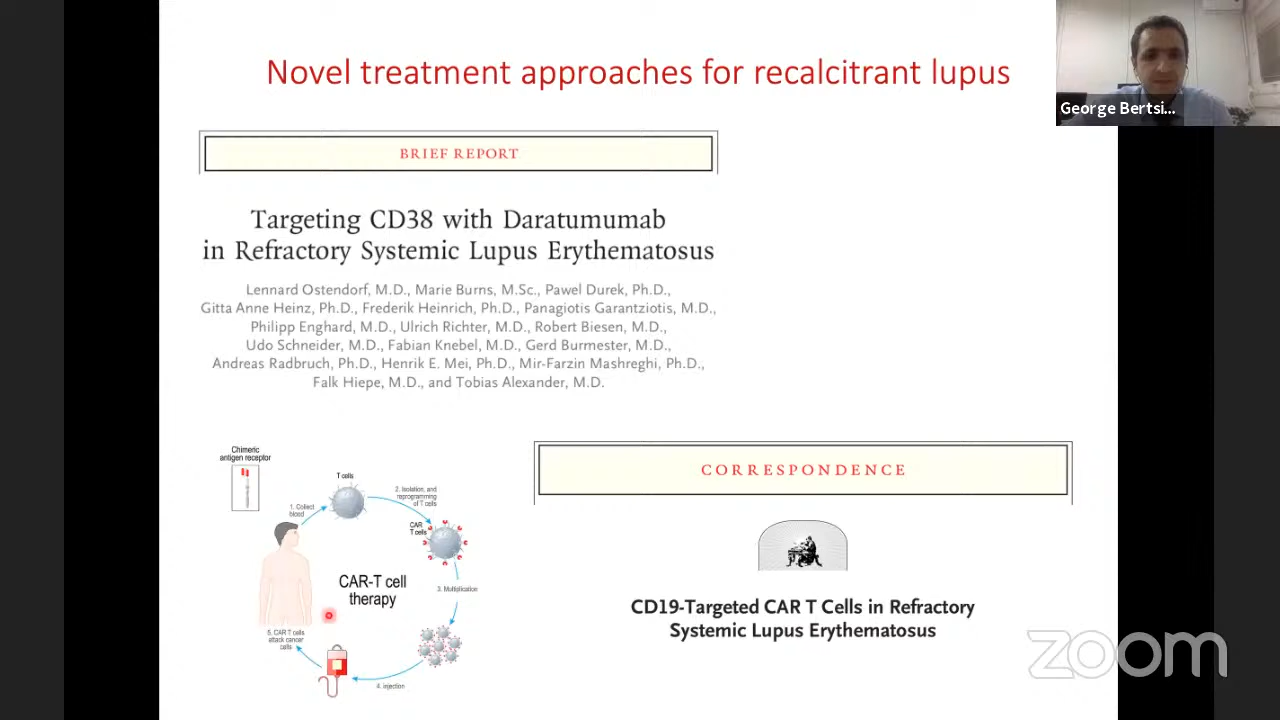 Novel treatment approaches for recalcitrant lupus
George Bertsi...
BRIEF REPORT
Targeting CD38 with Daratumumab
in Refractory Systemic Lupus Erythematosus
Lennard Ostendorf, M.D., Marie Burns, M.Sc., Pawel Durek, Ph.D.,
Gitta Anne Heinz, Ph.D., Frederik Heinrich, Ph.D., Panagiotis Garantziotis, M.D.,
Philipp Enghard, M.D., Ulrich Richter, M.D., Robert Biesen, M.D.,
Udo Schneider, M.D., Fabian Knebel, M.D., Gerd Burmester, M.D.,
Andreas Radbruch, Ph.D., Henrik E. Mei, Ph.D., Mir-Farzin Mashreghi, Ph.D.,
Falk Hiepe, M.D., and Tobias Alexander, M.D.
Chimeric
antigen receptor
T cells
1. Collect
blood
2. Isolation, and
reprogramming
of T cells
CAR
T cells
CAR-T cell
therapy
3. Multiplication
4. injection
5. CAR T cells
attack cancer
cells
CORRESPONDENCE
CD19-Targeted CAR T Cells in Refractory
Systemic Lupus Erythematosus
zoom